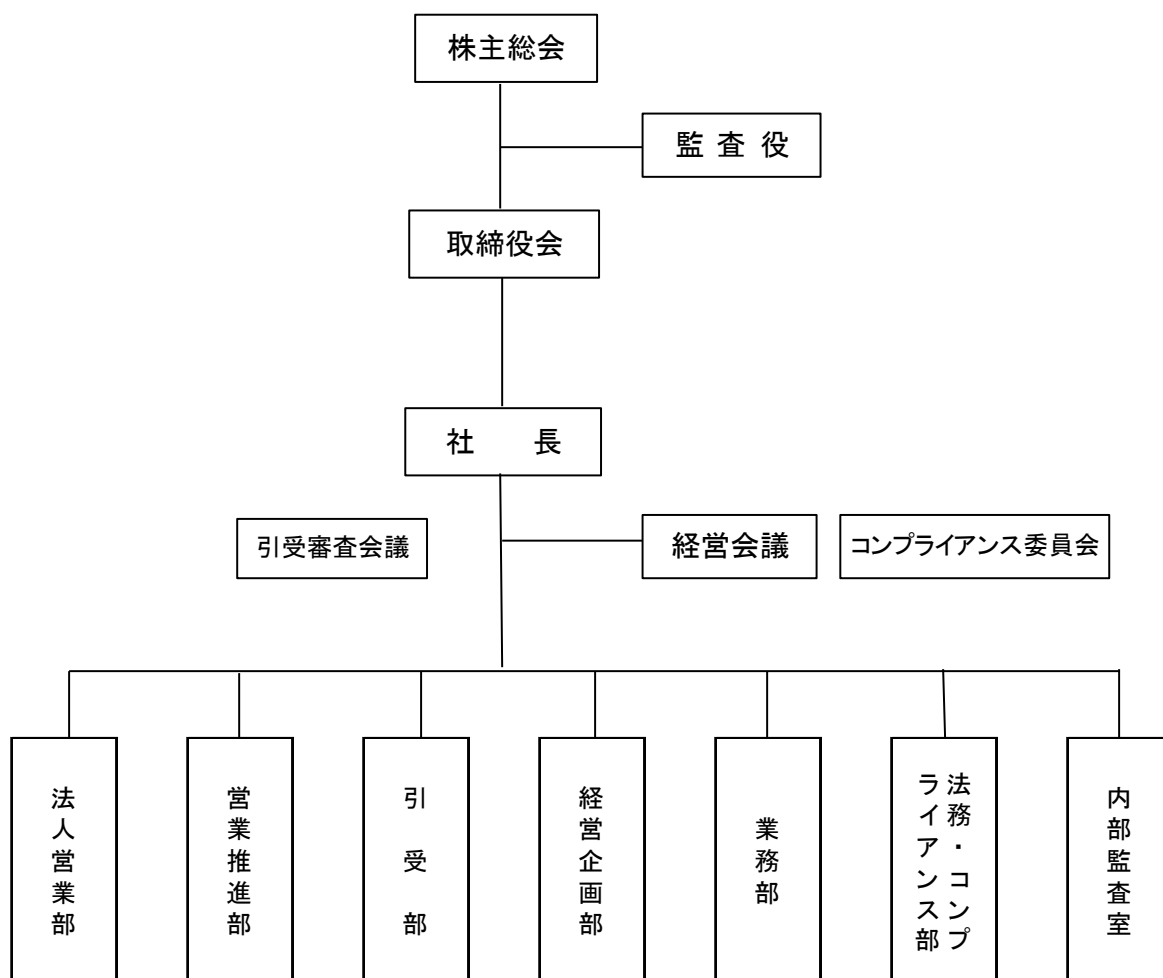 株主総会
監 査 役
取締役会
社 長
引受審査会議
経営会議
コンプライアンス委員会
法人営業部
営業推進部
引受部
経営企画部
業務部
法務・コンプ
ライアンス部
内部監査室